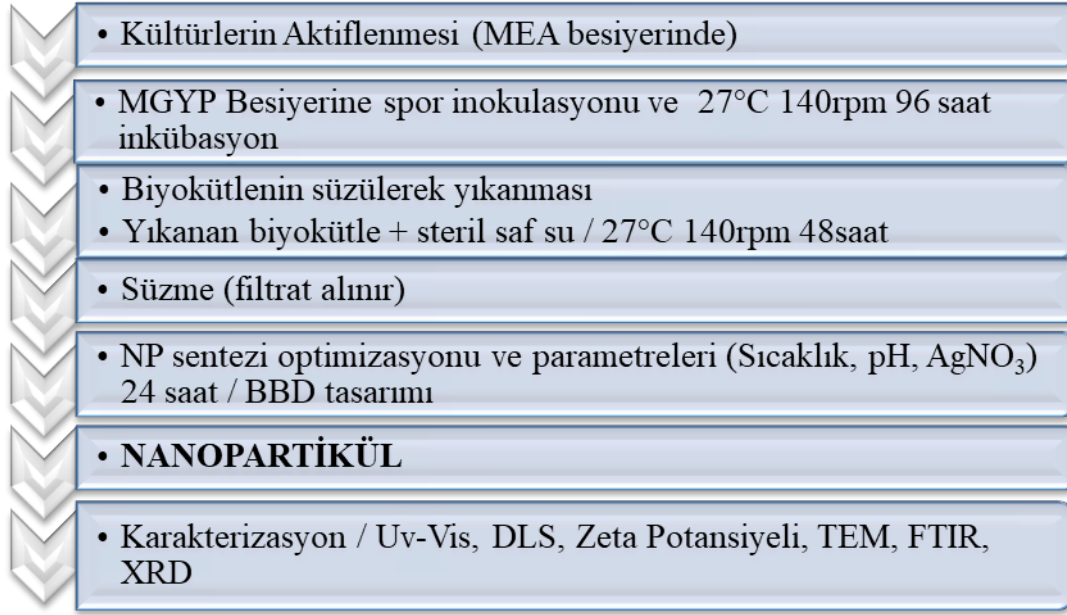 • Kültürlerin Aktiflenmesi (MEA besiyerinde)
• MGYP Besiyerine spor inokulasyonu ve 27°C 140rpm 96 saat
inkübasyon
• Biyokütlenin süzülerek yıkanması
• Yıkanan biyokütle + steril saf su / 27°C 140rpm 48saat
• Süzme (filtrat alınır)
• NP sentezi optimizasyonu ve parametreleri (Sıcaklık, pH, AgNO₃)
24 saat / BBD tasarımı
• NANOPARTİKÜL
• Karakterizasyon / Uv-Vis, DLS, Zeta Potansiyeli, TEM, FTIR,
XRD